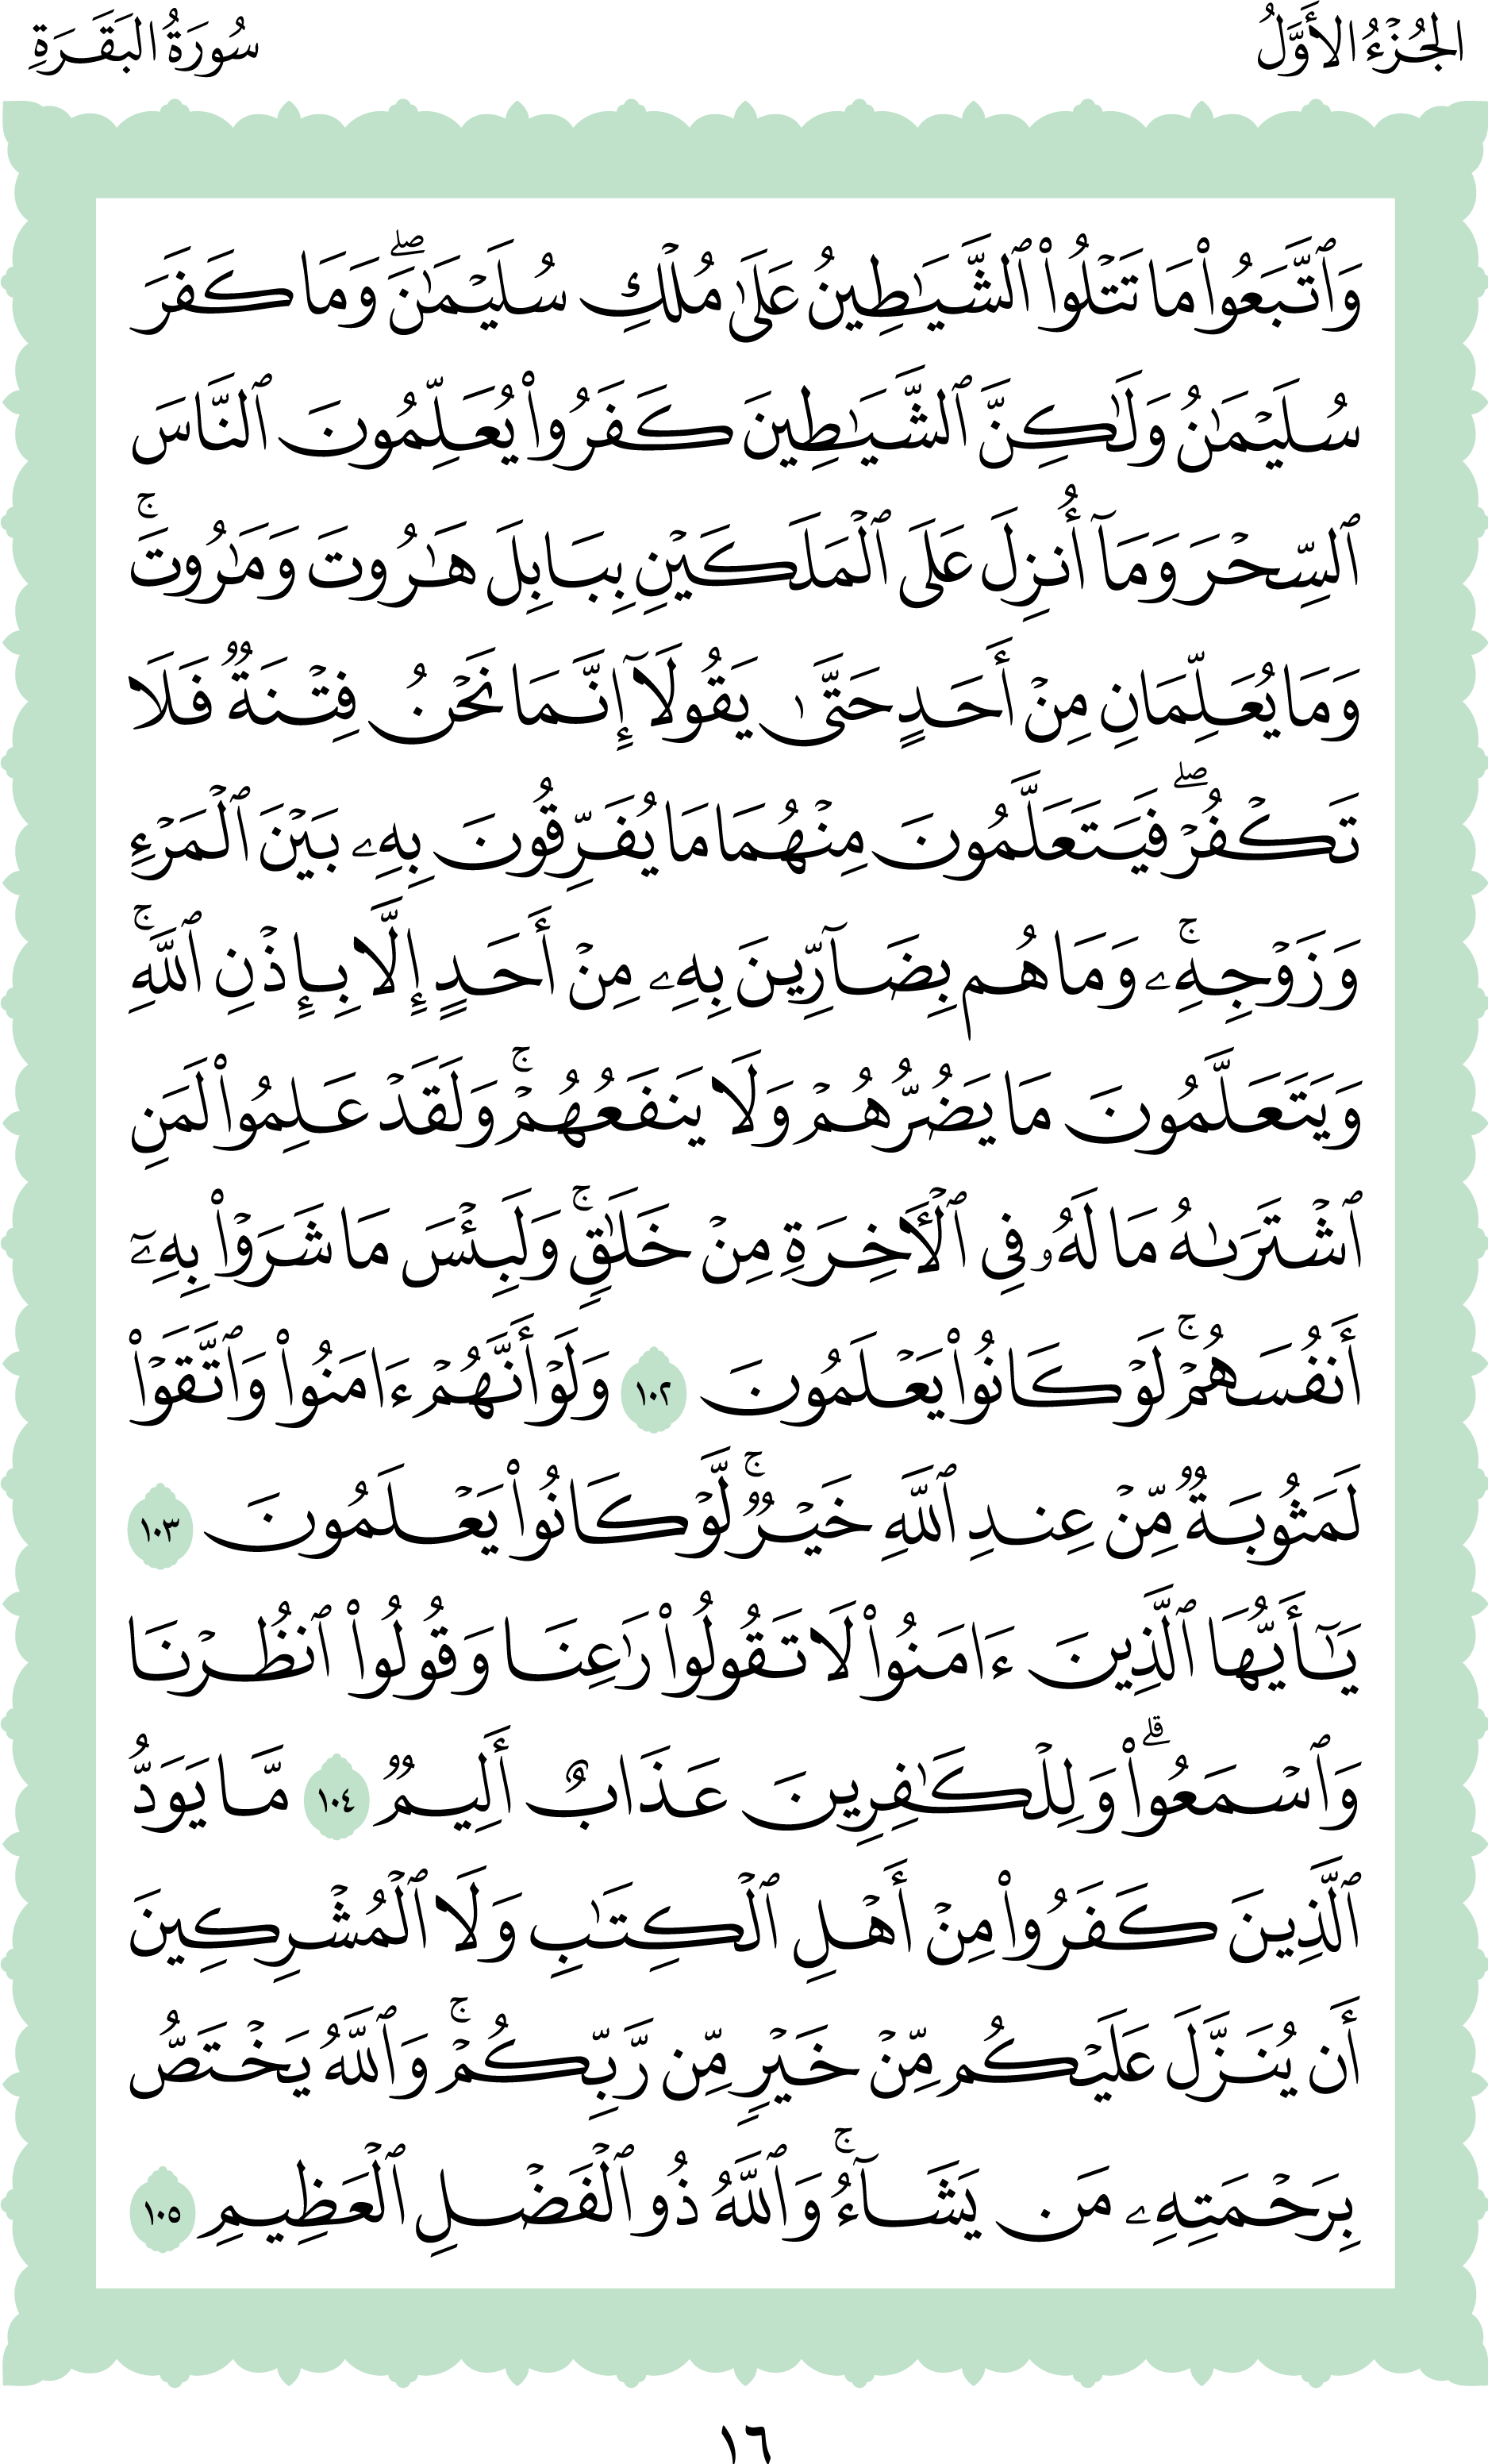 الجُزْءُ الأَوَّلُ
سُورَةُ البَقَرَةِ
وَٱتَّبَعُوا۟ مَا تَتْلُوا۟ ٱلشَّيَـٰطِينُ عَلَىٰ مُلْكِ سُلَيْمَـٰنَ ۖ وَمَا كَفَرَ
سُلَيْمَـٰنُ وَلَـٰكِنَّ ٱلشَّيَـٰطِينَ كَفَرُوا۟ يُعَلِّمُونَ ٱلنَّاسَ
ٱلسِّحْرَ وَمَآ أُنزِلَ عَلَى ٱلْمَلَكَيْنِ بِبَابِلَ هَـٰرُوتَ وَمَـٰرُوتَ ۚ
وَمَا يُعَلِّمَانِ مِنْ أَحَدٍ حَتَّىٰ يَقُولَآ إِنَّمَا نَحْنُ فِتْنَةٌ فَلَا
تَكْفُرْ ۖ فَيَتَعَلَّمُونَ مِنْهُمَا مَا يُفَرِّقُونَ بِهِۦ بَيْنَ ٱلْمَرْءِ
وَزَوْجِهِۦ ۚ وَمَا هُم بِضَآرِّينَ بِهِۦ مِنْ أَحَدٍ إِلَّا بِإِذْنِ ٱللَّهِ ۚ
وَيَتَعَلَّمُونَ مَا يَضُرُّهُمْ وَلَا يَنفَعُهُمْ ۚ وَلَقَدْ عَلِمُوا۟ لَمَنِ
ٱشْتَرَىٰهُ مَا لَهُۥ فِى ٱلْـَٔاخِرَةِ مِنْ خَلَـٰقٍ ۚ وَلَبِئْسَ مَا شَرَوْا۟ بِهِۦٓ
أَنفُسَهُمْ ۚ لَوْ كَانُوا۟ يَعْلَمُونَ ١٠٢ وَلَوْ أَنَّهُمْ ءَامَنُوا۟ وَٱتَّقَوْا۟
لَمَثُوبَةٌ مِّنْ عِندِ ٱللَّهِ خَيْرٌ ۚ لَّوْ كَانُوا۟ يَعْلَمُونَ ١٠٣
يَـٰٓأَيُّهَا ٱلَّذِينَ ءَامَنُوا۟ لَا تَقُولُوا۟ رَٰعِنَا وَقُولُوا۟ ٱنظُرْنَا
وَٱسْمَعُوا۟ ۗ وَلِلْكَـٰفِرِينَ عَذَابٌ أَلِيمٌ ١٠٤ مَّا يَوَدُّ
ٱلَّذِينَ كَفَرُوا۟ مِنْ أَهْلِ ٱلْكِتَـٰبِ وَلَا ٱلْمُشْرِكِينَ
أَن يُنَزَّلَ عَلَيْكُم مِّنْ خَيْرٍ مِّن رَّبِّكُمْ ۚ وَٱللَّهُ يَخْتَصُّ
بِرَحْمَتِهِۦ مَن يَشَآءُ ۚ وَٱللَّهُ ذُو ٱلْفَضْلِ ٱلْعَظِيمِ ١٠٥
١٦